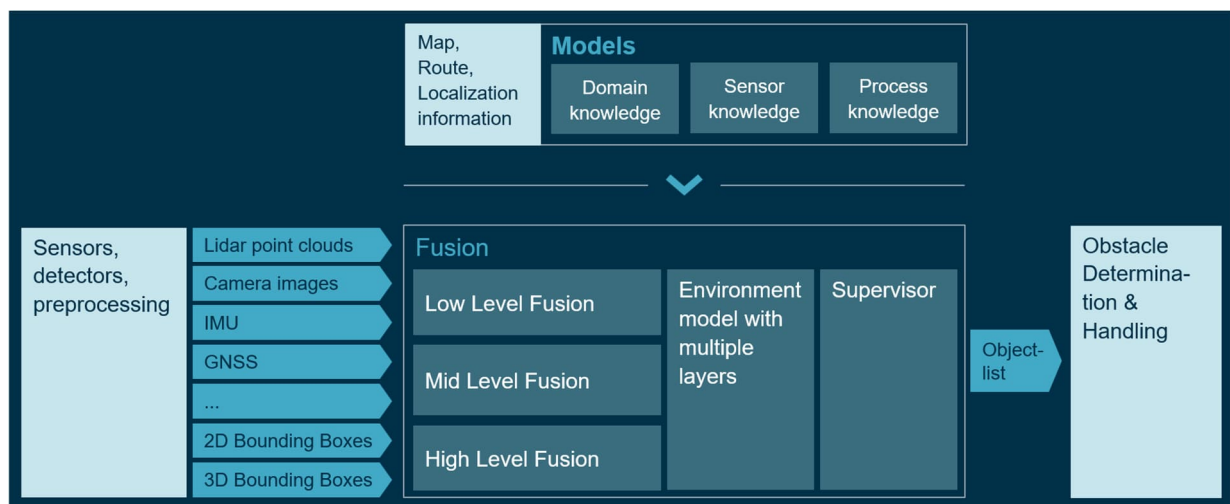 Map,
Route,
Localization
information
Models
Domain
knowledge
Sensor
knowledge
Process
knowledge
Sensors,
detectors,
preprocessing
Lidar point clouds
Camera images
IMU
GNSS
...
2D Bounding Boxes
3D Bounding Boxes
Fusion
Low Level Fusion
Mid Level Fusion
High Level Fusion
Environment
model with
multiple
layers
Supervisor
Object-
list
Obstacle
Determina-
tion &
Handling